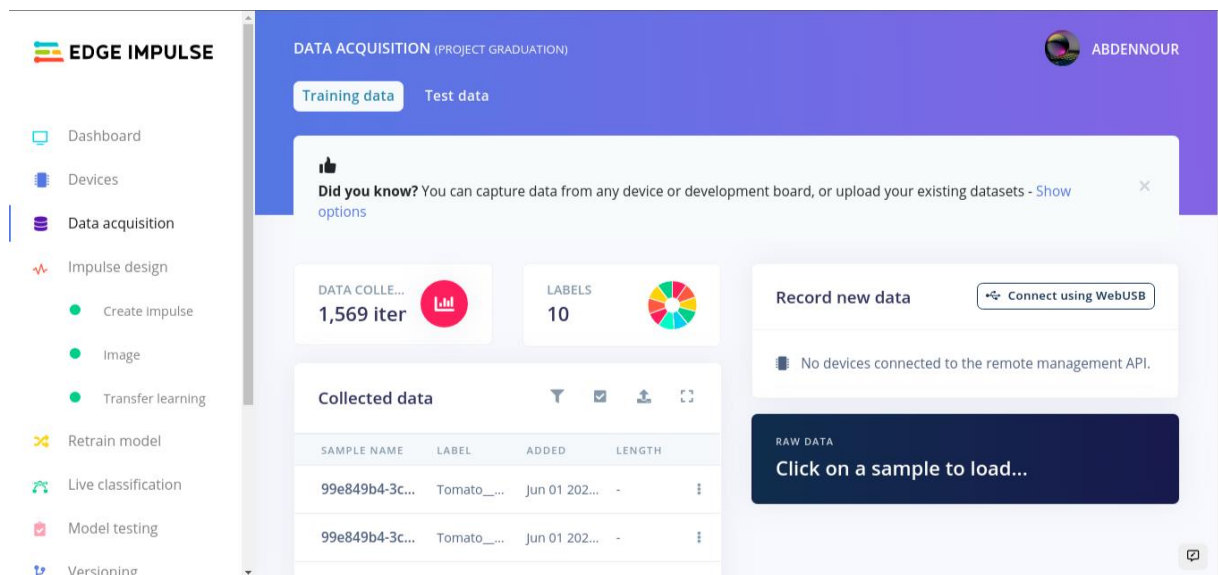 EDGE IMPULSE
Dashboard
Devices
Data acquisition
Impulse design
Create impulse
Image
Transfer learning
Retrain model
Live classification
Model testing
Versioning
DATA ACQUISITION (PROJECT GRADUATION)
ABDENNOUR
Training data Test data
Did you know? You can capture data from any device or development board, or upload your existing datasets - Show
options
×
DATA COLLE...
1,569 iter
LABELS
10
Record new data
Connect using WebUSB
No devices connected to the remote management API.
Collected data
SAMPLE NAME LABEL ADDED LENGTH
99e849b4-3c... Tomato__... Jun 01 202... -
99e849b4-3c... Tomato__... Jun 01 202... -
RAW DATA
Click on a sample to load...